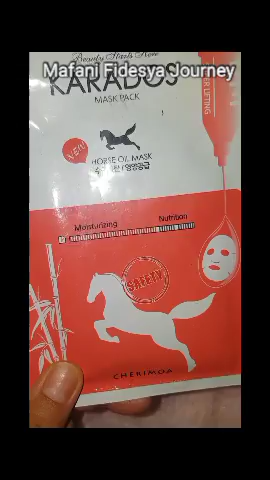 Beauty Starts Here
Mafani Fidesya Journey
KARADOS
MASK PACK
LIFTING
NEW
HORSE OIL MASK
Moisturizing
Nutrition
SAFETY
CHERIMOA